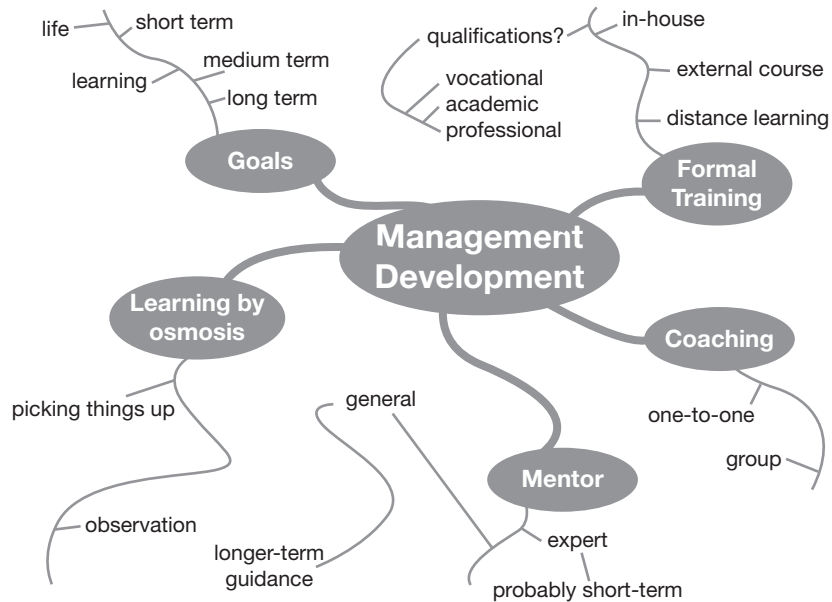 life
short term
learning
medium term
long term
Goals
qualifications?
vocational
academic
professional
in-house
external course
distance learning
Formal
Training
Management
Development
Learning by
osmosis
picking things up
observation
Coaching
one-to-one
group
general
longer-term
guidance
Mentor
expert
probably short-term